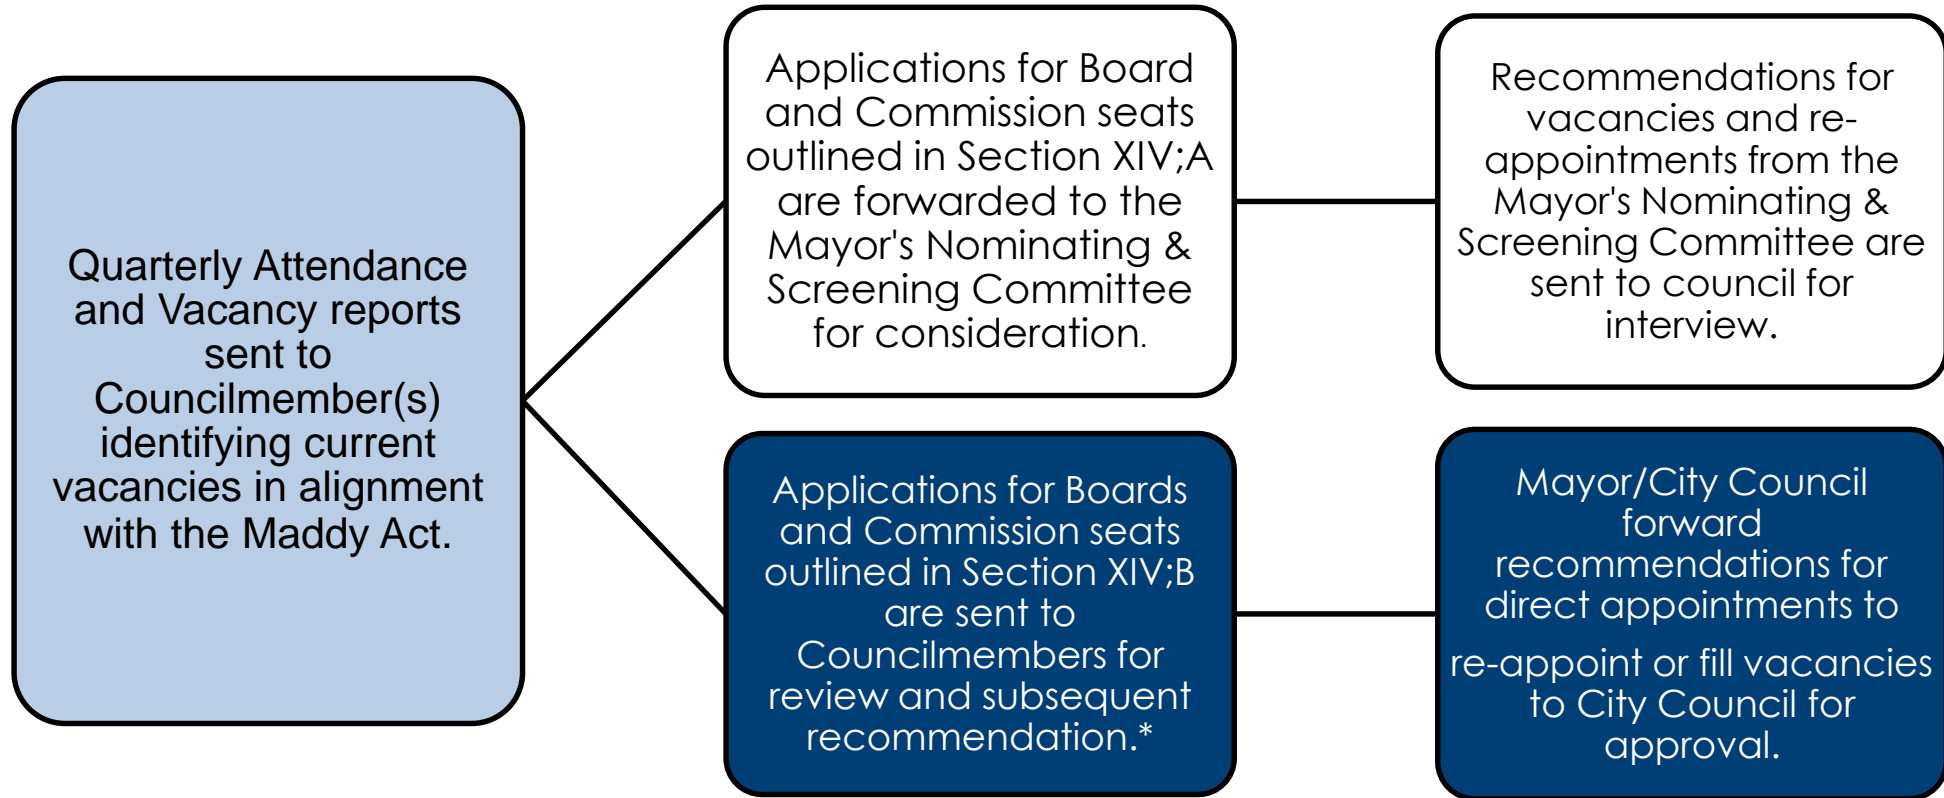 Quarterly Attendance
and Vacancy reports
sent to
Councilmember(s)
identifying current
vacancies in alignment
with the Maddy Act.
Applications for Board
and Commission seats
outlined in Section XIV;A
are forwarded to the
Mayor's Nominating &
Screening Committee
for consideration.
Recommendations for
vacancies and re-
appointments from the
Mayor's Nominating &
Screening Committee are
sent to council for
interview.
Applications for Boards
and Commission seats
outlined in Section XIV;B
are sent to
Councilmembers for
review and subsequent
recommendation.*
Mayor/City Council
forward
recommendations for
direct appointments to
re-appoint or fill vacancies
to City Council for
approval.